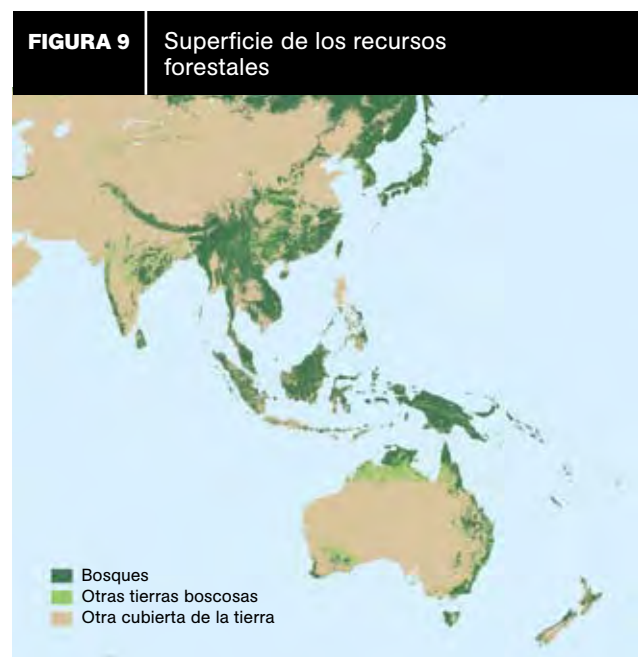 FIGURA 9
Superficie de los recursos
forestales
Bosques
Otras tierras boscosas
Otra cubierta de la tierra